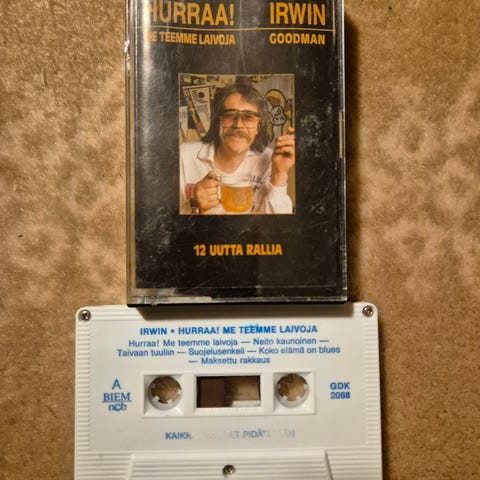 HURRAA!
IRWIN
ME TEEMME LAIVOJA
GOODMAN
12 UUTTA RALLIA
IRWIN • HURRAA! ME TEEMME LAIVOJA
Hurraa! Me teemme laivoja — Neito kaunoinen —
Taivaan tuuliin — Suojelusenkeli — Koko elämä on blues
— Maksettu rakkaus
A
BIEM
ncb
GDK
2088